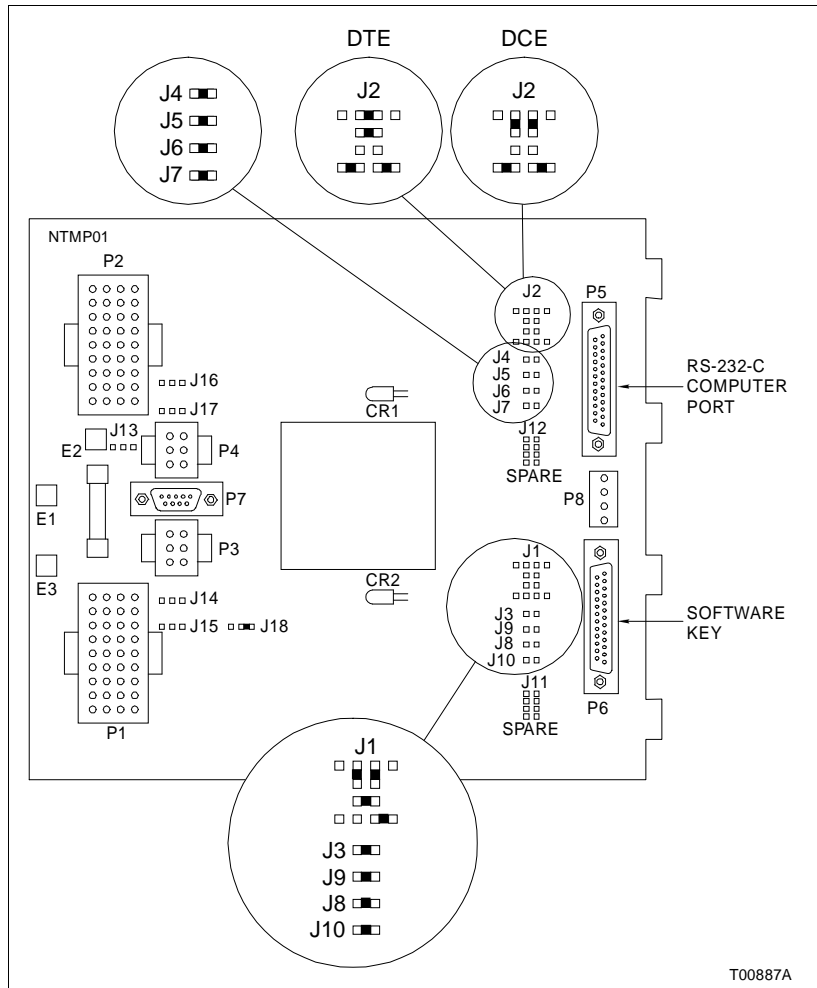 DTE
DCE
J4
J5
J6
J7
J2
J2
NTMP01
P2
J16
J17
J13
E2
P4
E1
P7
P3
E3
J14
J15
J18
P1
CR1
CR2
J2
J4
J5
J6
J7
J12
SPARE
P5
RS-232-C
COMPUTER
PORT
P8
J1
J3
J9
J8
J10
J11
SPARE
SOFTWARE
KEY
P6
J1
J3
J9
J8
J10
T00887A